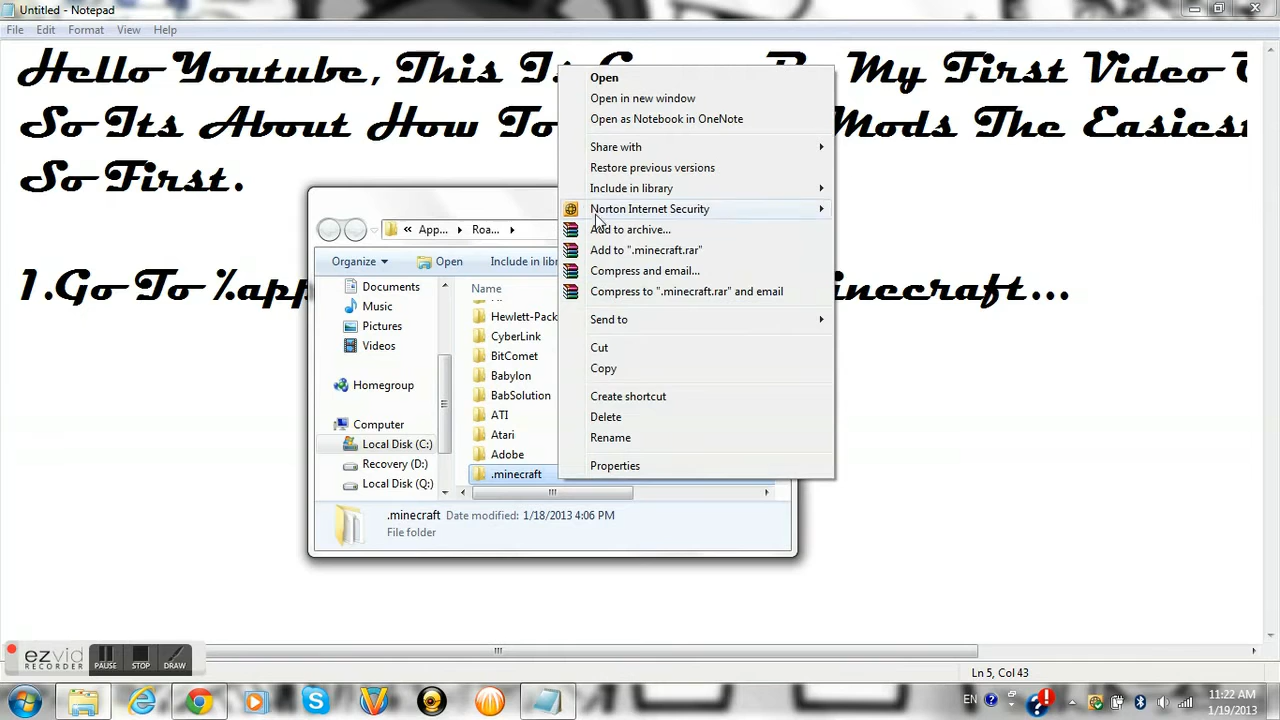 Untitled - Notepad
File Edit Format View Help
Hello Youtube, This Is My First Video
So Its About How To Mods The Easiest
So First.
1.Go To %app inecraft...
Open
Open in new window
Open as Notebook in OneNote
Share with
Restore previous versions
Include in library
Norton Internet Security
Add to archive...
Add to ".minecraft.rar"
Compress and email...
Compress to ".minecraft.rar" and email
Send to
Cut
Copy
Create shortcut
Delete
Rename
Properties
« App... Roa...
Organize Open Include in libr
Documents
Music
Pictures
Videos
Homegroup
Computer
Local Disk (C:)
Recovery (D:)
Local Disk (Q:)
Name
Hewlett-Pack
CyberLink
BitComet
Babylon
BabSolution
ATI
Atari
Adobe
.minecraft
.minecraft Date modified: 1/18/2013 4:06 PM
File folder
ezvid
RECORDER
PAUSE STOP DRAW
Ln 5, Col 43
EN
11:22 AM
1/19/2013